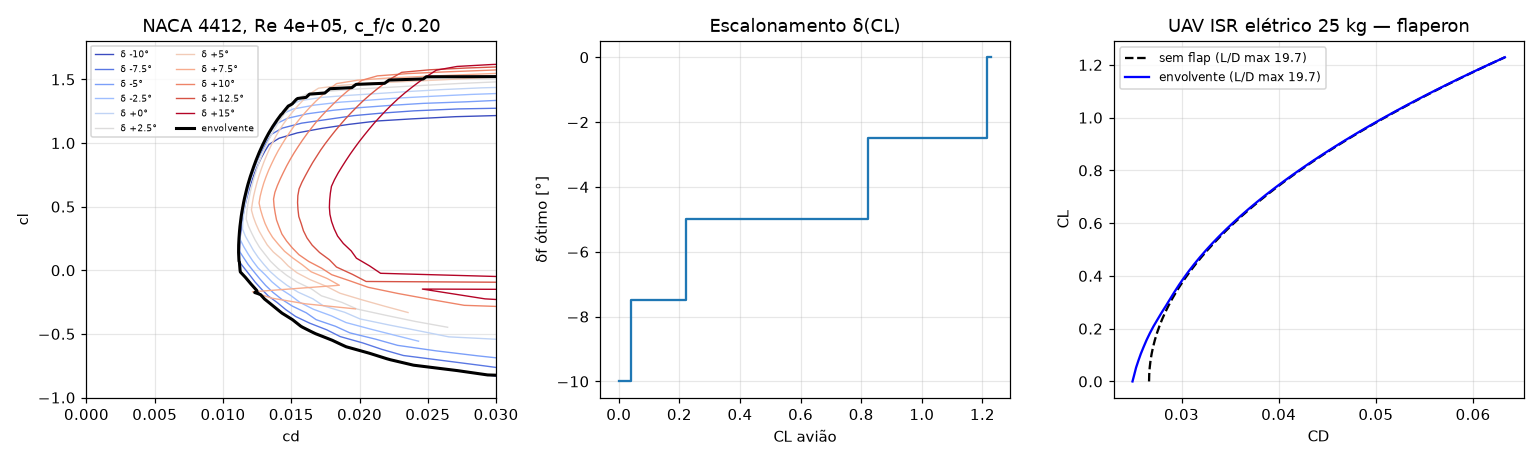 NACA 4412, Re 4e+05, c_f/c 0.20
δ -10°
δ -7.5°
δ -5°
δ -2.5°
δ +0°
δ +2.5°
δ +5°
δ +7.5°
δ +10°
δ +12.5°
δ +15°
envolvente
1.5
1.0
0.5
0.0
−0.5
−1.0
cl
0.000
0.005
0.010
0.015
0.020
0.025
0.030
cd
Escalonamento δ(CL)
0
−2
−4
−6
−8
−10
δf ótimo [°]
0.0
0.2
0.4
0.6
0.8
1.0
1.2
CL avião
UAV ISR elétrico 25 kg — flaperon
sem flap (L/D max 19.7)
envolvente (L/D max 19.7)
1.2
1.0
0.8
0.6
0.4
0.2
0.0
CL
0.03
0.04
0.05
0.06
CD